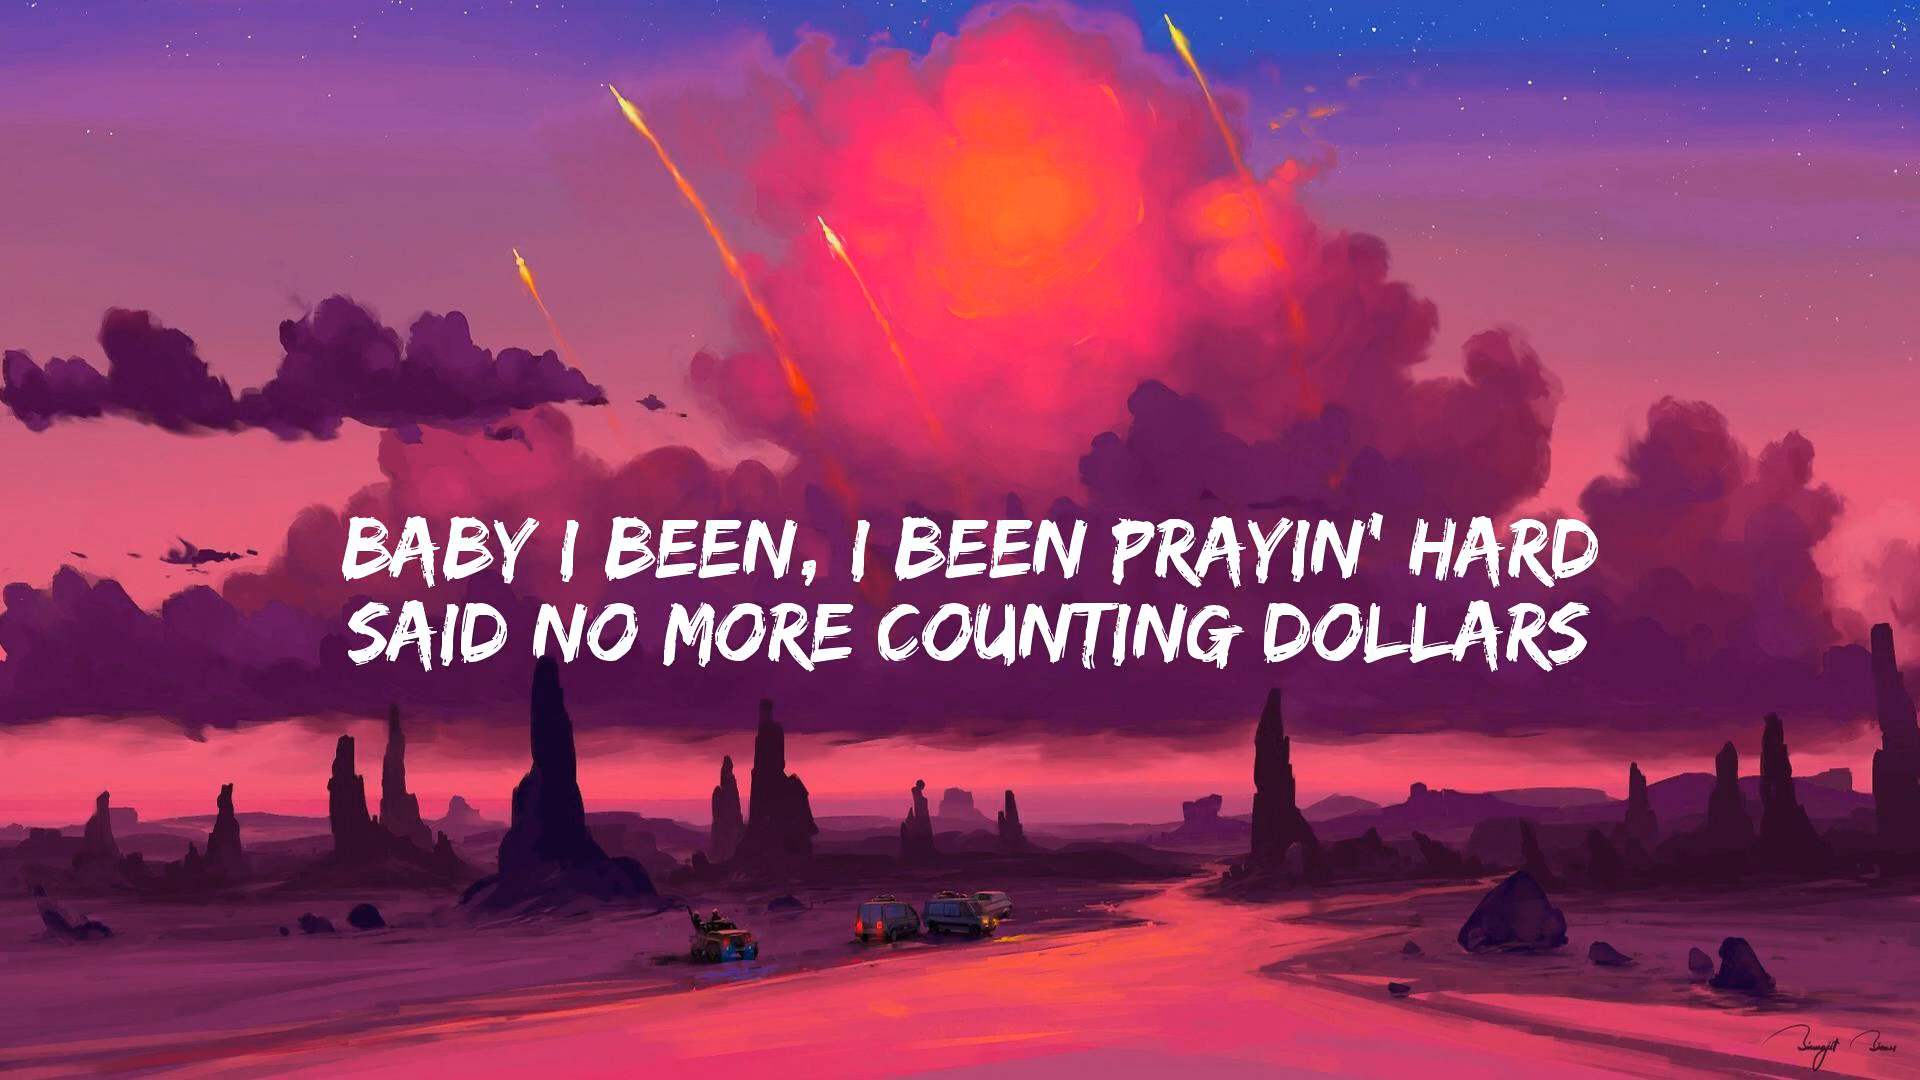 BABY I BEEN, I BEEN PRAYIN' HARD
SAID NO MORE COUNTING DOLLARS